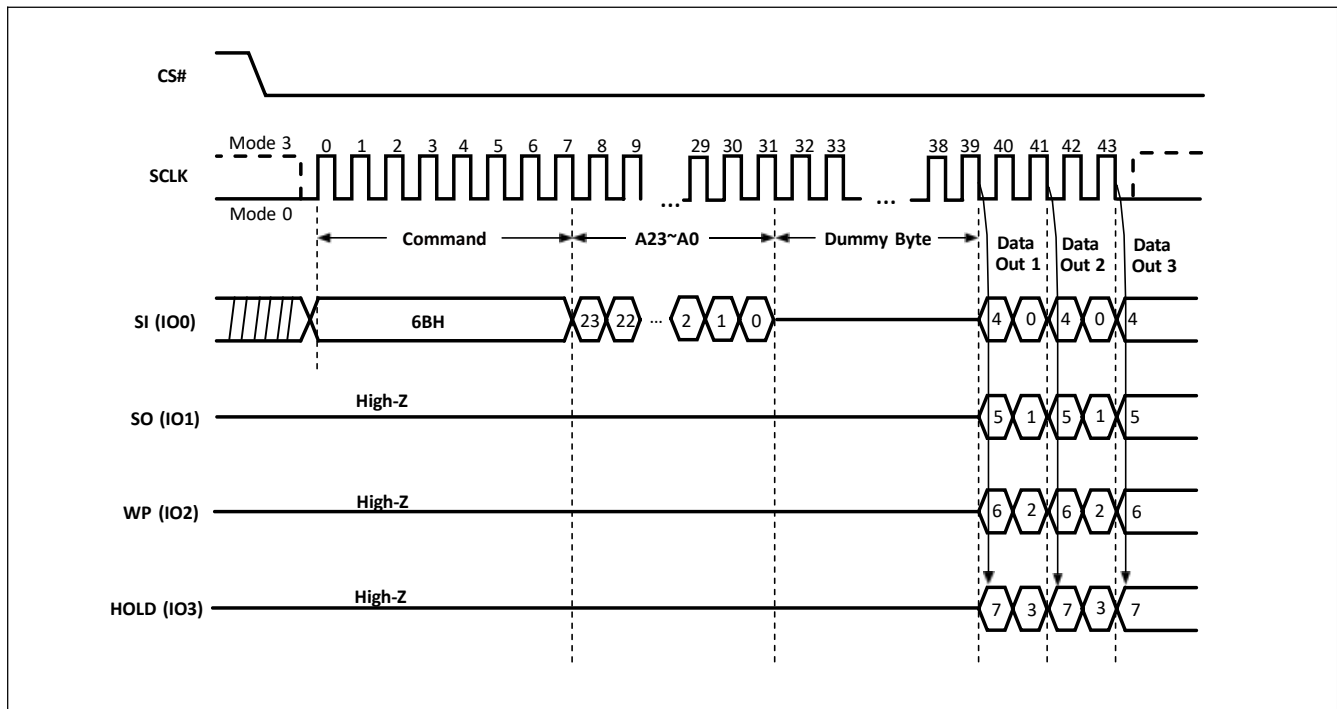 CS#
Mode 3
0 1 2 3 4 5 6 7 8 9 29 30 31 32 33 38 39 40 41 42 43
SCLK
... ...
Mode 0
Command A23~A0 Dummy Byte Data Out 1 Data Out 2 Data Out 3
SI (IO0) 6BH 23 22 ... 2 1 0 4 0 4 0 4
High-Z
SO (IO1) 5 1 5 1 5
High-Z
WP (IO2) 6 2 6 2 6
High-Z
HOLD (IO3) 7 3 7 3 7